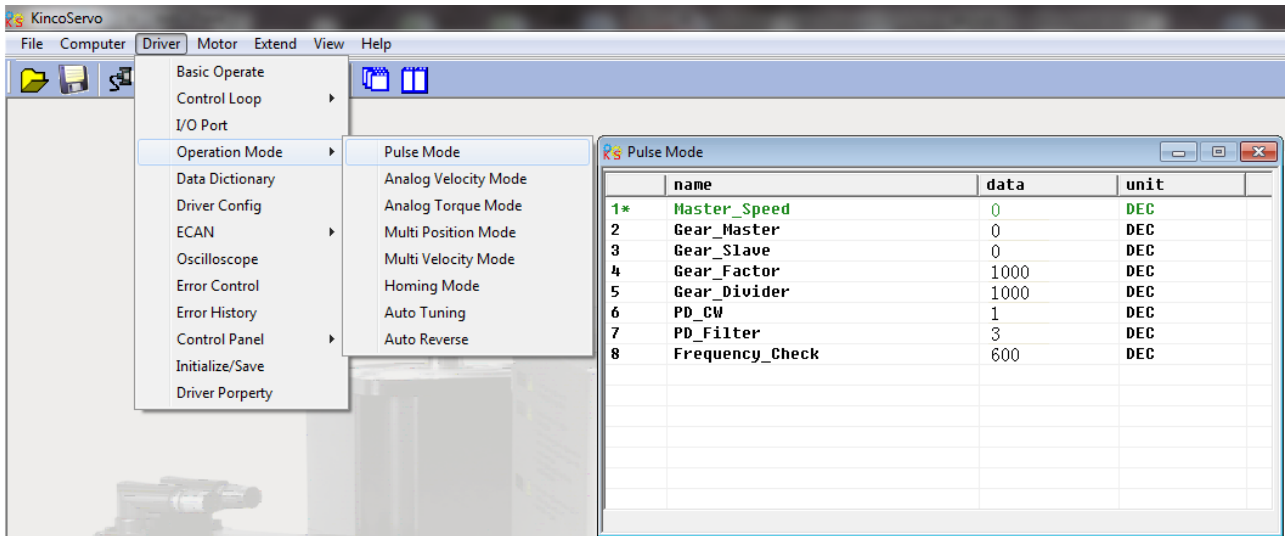 KincoServo
File Computer Driver Motor Extend View Help
Basic Operate
Control Loop
I/O Port
Operation Mode
Data Dictionary
Driver Config
ECAN
Oscilloscope
Error Control
Error History
Control Panel
Initialize/Save
Driver Porperty
Pulse Mode
Analog Velocity Mode
Analog Torque Mode
Multi Position Mode
Multi Velocity Mode
Homing Mode
Auto Tuning
Auto Reverse
Pulse Mode
name data unit
1* Master_Speed 0 DEC
2 Gear_Master 0 DEC
3 Gear_Slave 0 DEC
4 Gear_Factor 1000 DEC
5 Gear_Divider 1000 DEC
6 PD_CW 1 DEC
7 PD_Filter 3 DEC
8 Frequency_Check 600 DEC